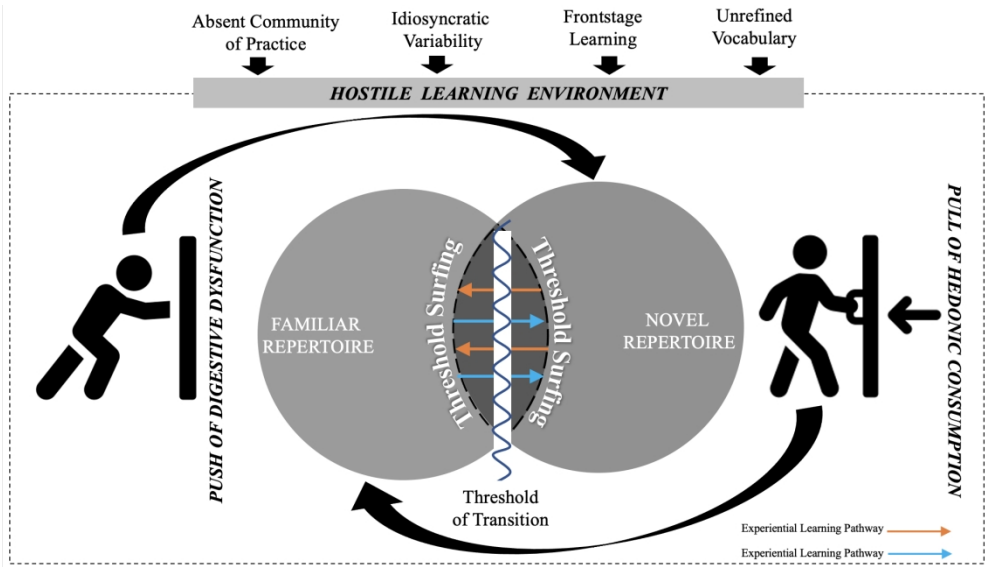 Absent Community
of Practice
Idiosyncratic
Variability
Frontstage
Learning
Unrefined
Vocabulary
HOSTILE LEARNING ENVIRONMENT
PUSH OF DIGESTIVE DYSFUNCTION
FAMILIAR
REPERTOIRE
Threshold Surfing
Threshold Surfing
NOVEL
REPERTOIRE
PULL OF HEDONIC CONSUMPTION
Threshold
of Transition
Experiential Learning Pathway
Experiential Learning Pathway